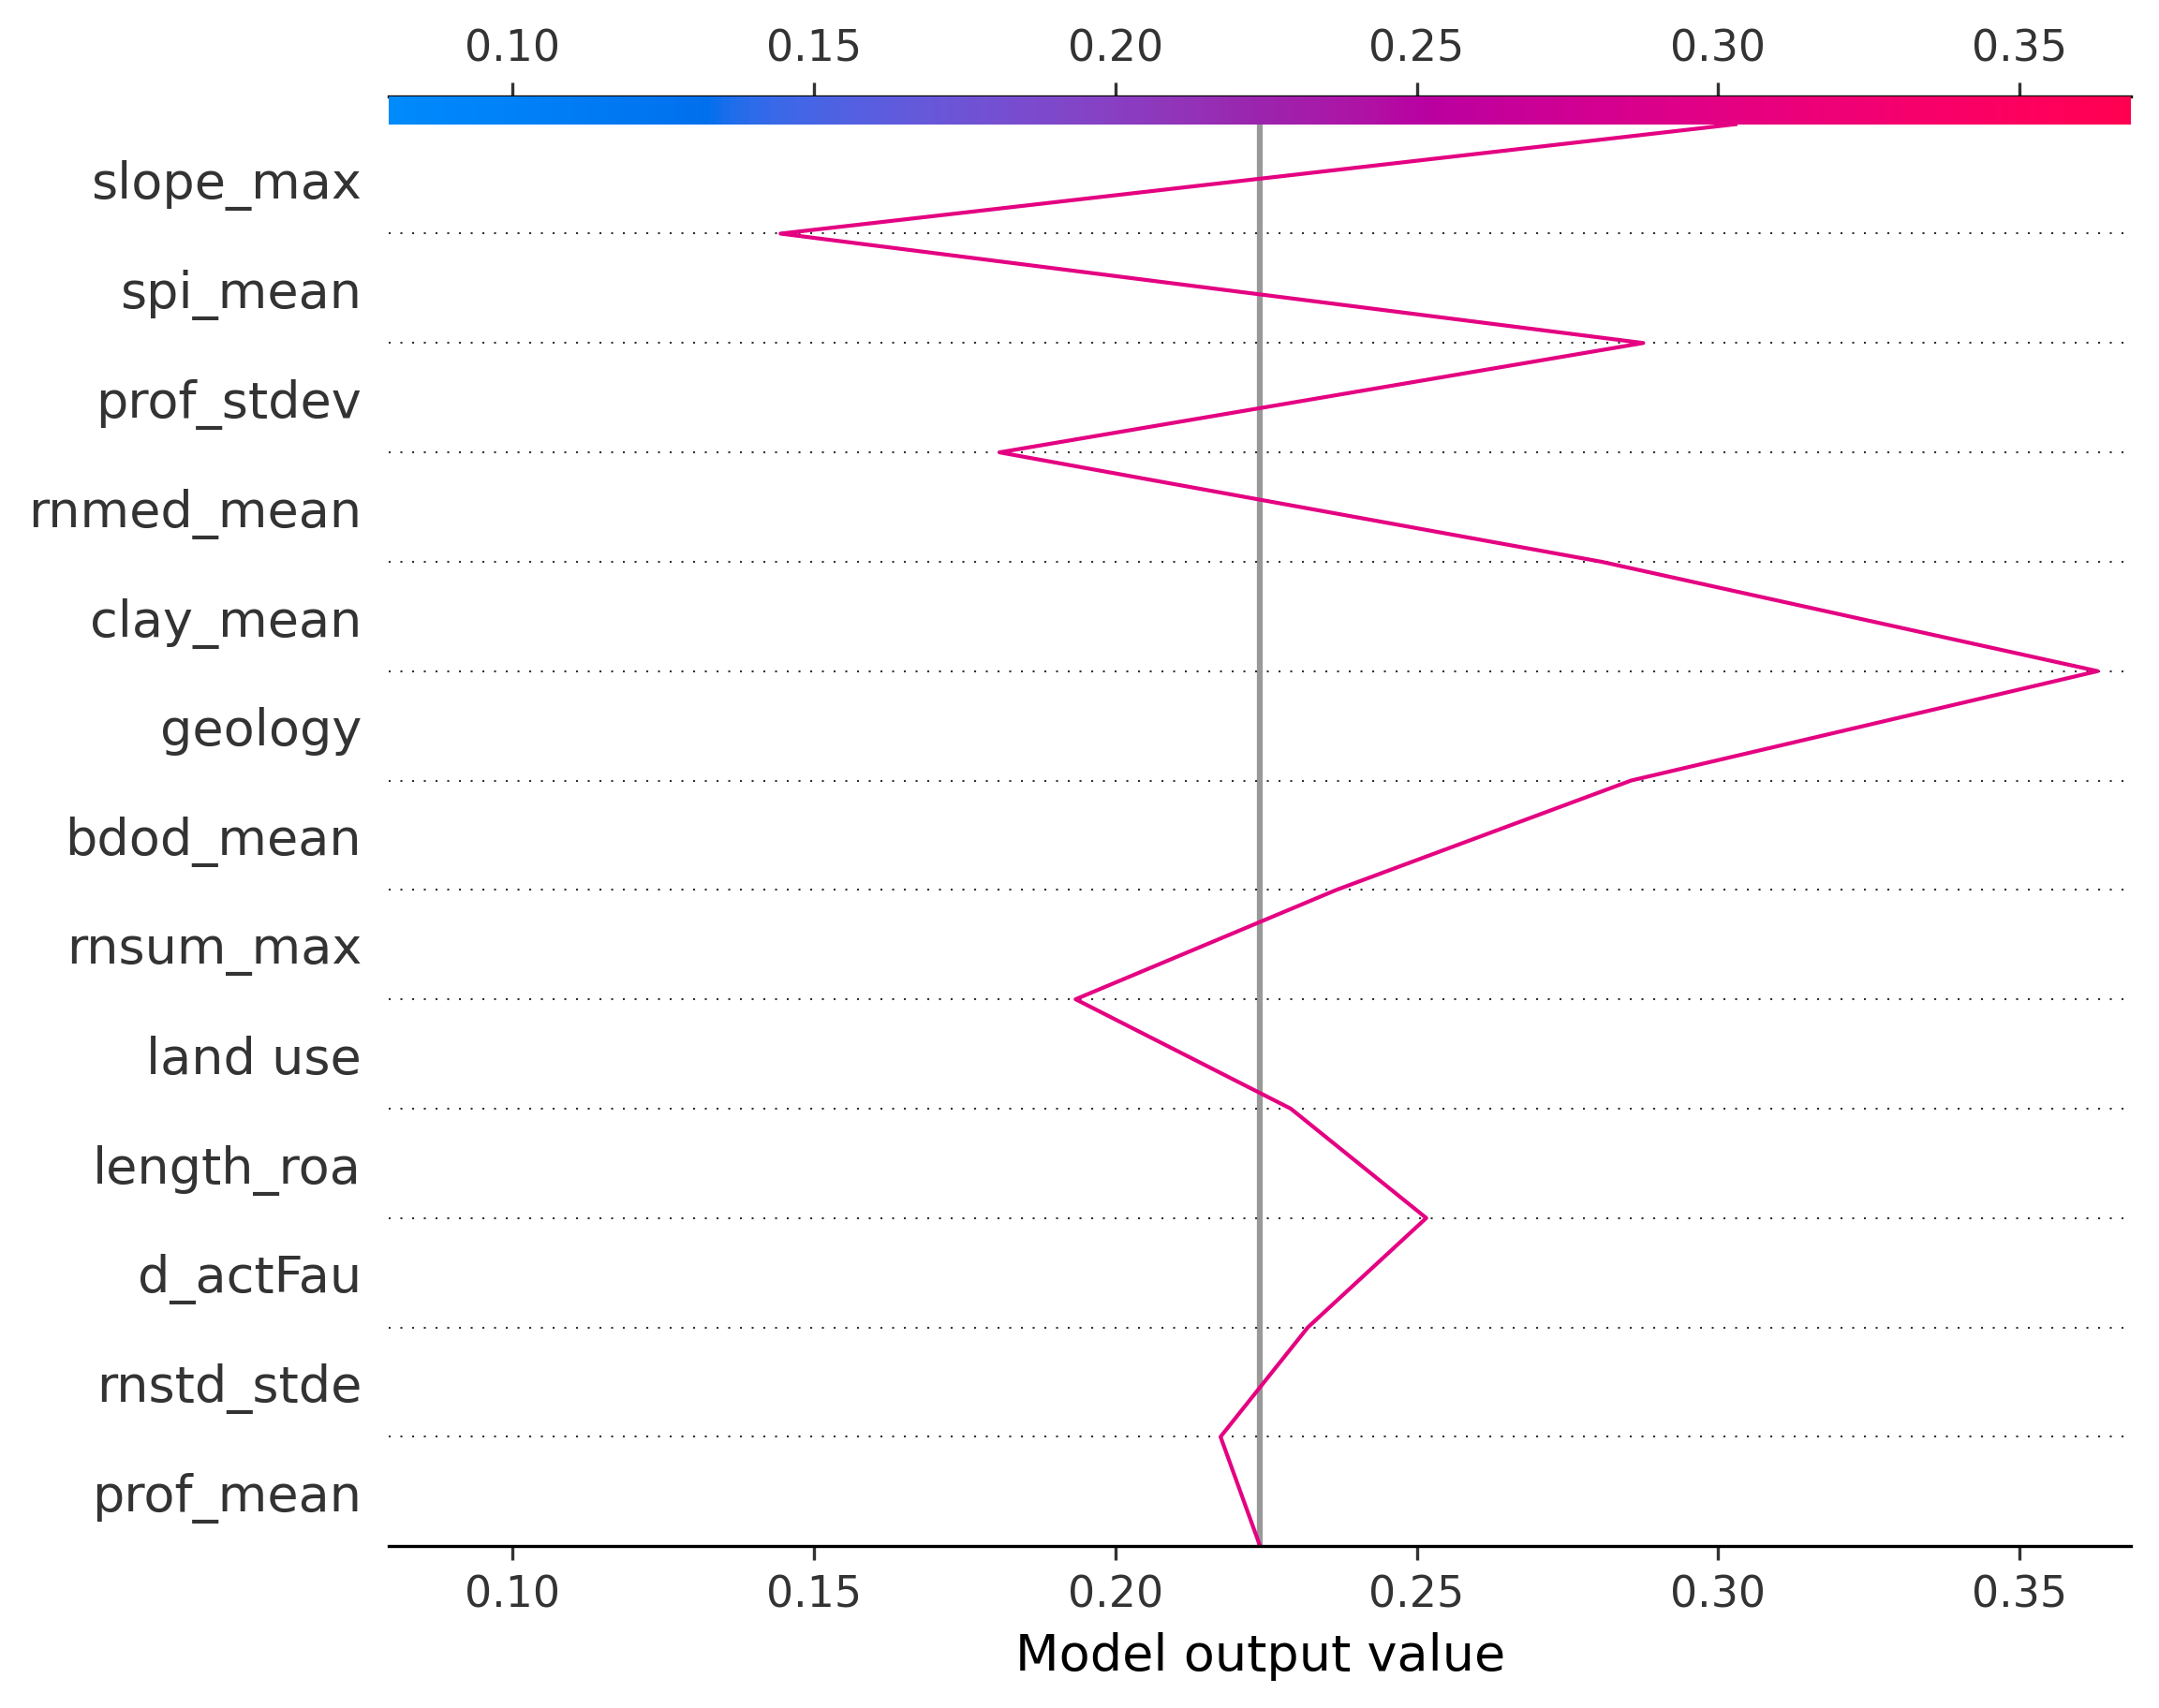 0.10 0.15 0.20 0.25 0.30 0.35
slope_max
spi_mean
prof_stdev
rnmed_mean
clay_mean
geology
bdod_mean
rnsum_max
land use
length_roa
d_actFau
rnstd_stde
prof_mean
0.10 0.15 0.20 0.25 0.30 0.35
Model output value